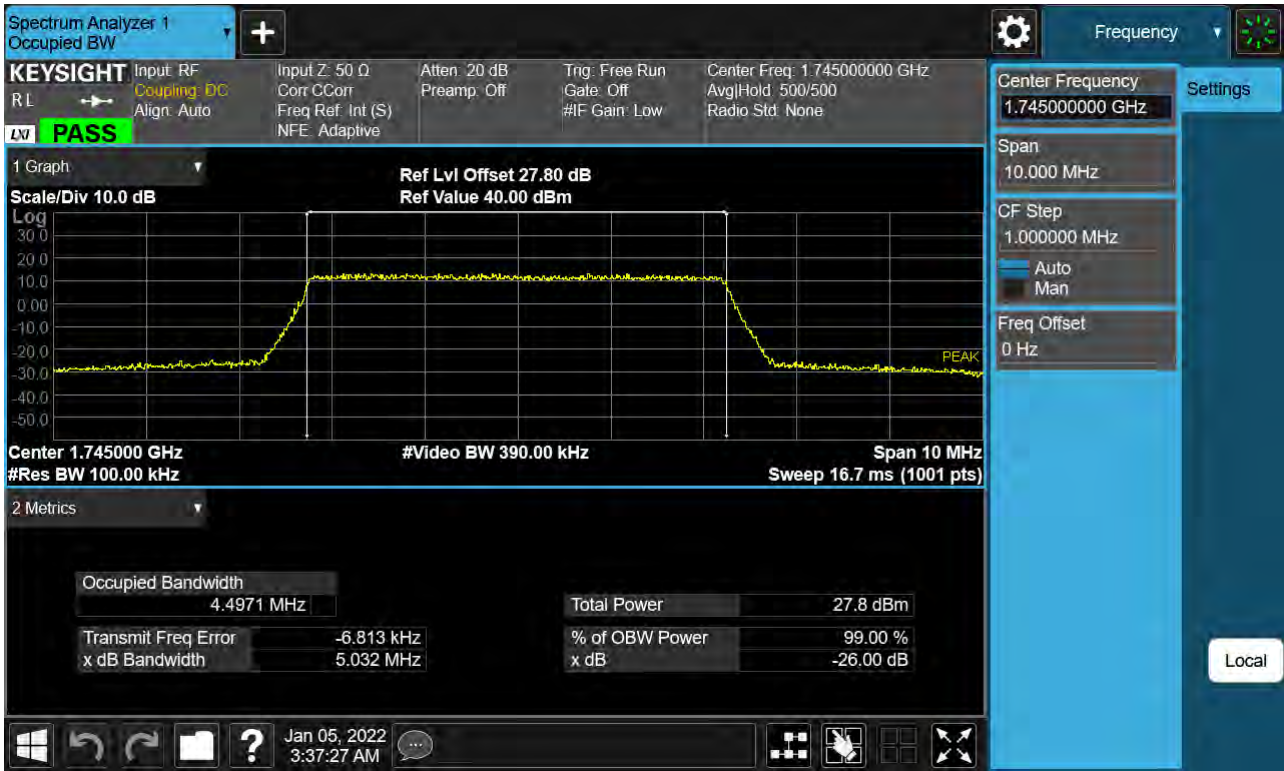 Spectrum Analyzer 1
Occupied BW
+
Frequency
KEYSIGHT
RL
LXI
PASS
Input: RF
Coupling: DC
Align: Auto
Input Z: 50 Ω
Corr CCorr
Freq Ref: Int (S)
NFE: Adaptive
Atten: 20 dB
Preamp: Off
Trig: Free Run
Gate: Off
#IF Gain: Low
Center Freq: 1.745000000 GHz
Avg|Hold: 500/500
Radio Std: None
Center Frequency
1.745000000 GHz
Settings
Span
10.000 MHz
CF Step
1.000000 MHz
Auto
Man
Freq Offset
0 Hz
Local
1 Graph
Scale/Div 10.0 dB
Ref Lvl Offset 27.80 dB
Ref Value 40.00 dBm
Log
30.0
20.0
10.0
0.00
-10.0
-20.0
-30.0
-40.0
-50.0
PEAK
Center 1.745000 GHz
#Video BW 390.00 kHz
Span 10 MHz
#Res BW 100.00 kHz
Sweep 16.7 ms (1001 pts)
2 Metrics
Occupied Bandwidth
4.4971 MHz
Total Power 27.8 dBm
Transmit Freq Error -6.813 kHz
% of OBW Power 99.00 %
x dB Bandwidth 5.032 MHz
x dB -26.00 dB
?
Jan 05, 2022
3:37:27 AM